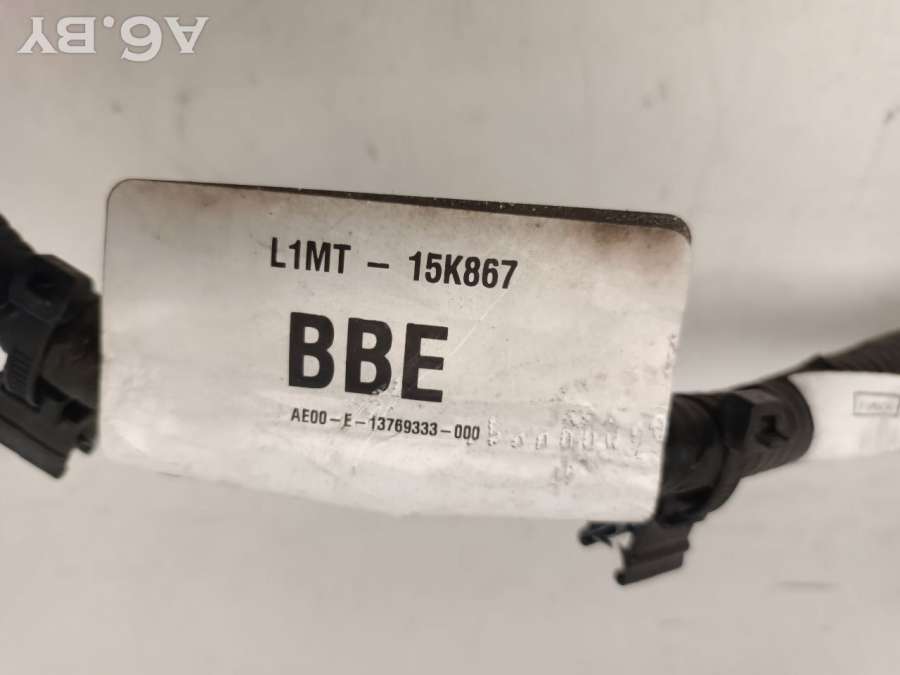 A6.BY
L1MT - 15K867
BBE
AE00-E-13769333-000